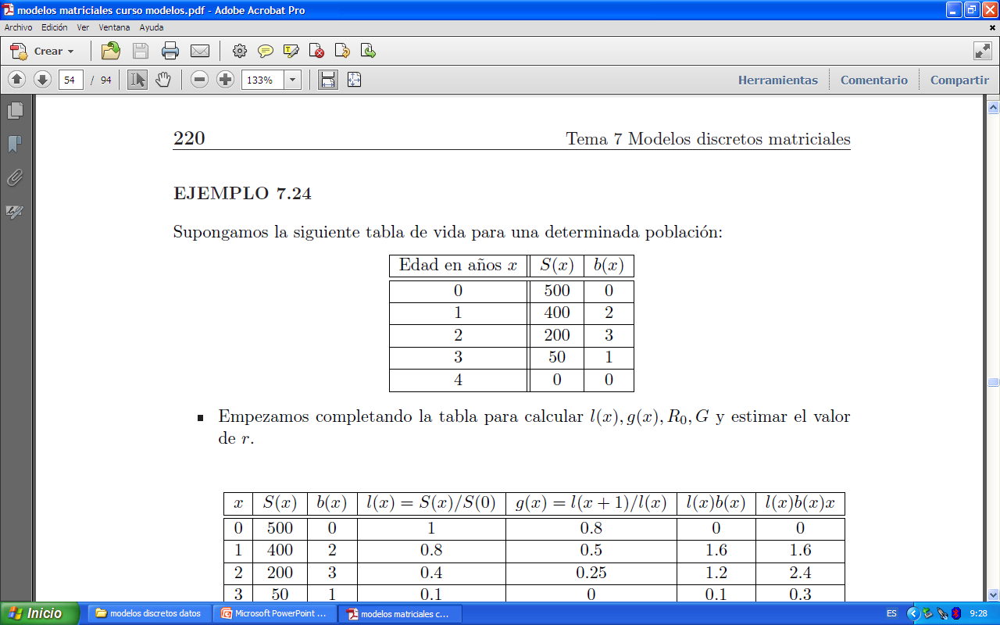 modelos matriciales curso modelos.pdf - Adobe Acrobat Pro
Archivo Edición Ver Ventana Ayuda
Crear
54 / 94 133% Herramientas Comentario Compartir
220 Tema 7 Modelos discretos matriciales
EJEMPLO 7.24
Supongamos la siguiente tabla de vida para una determinada población:
Edad en años x S(x) b(x)
0 500 0
1 400 2
2 200 3
3 50 1
4 0 0
▪ Empezamos completando la tabla para calcular l(x), g(x), R₀, G y estimar el valor
de r.
x S(x) b(x) l(x) = S(x)/S(0) g(x) = l(x + 1)/l(x) l(x)b(x) l(x)b(x)x
0 500 0 1 0.8 0 0
1 400 2 0.8 0.5 1.6 1.6
2 200 3 0.4 0.25 1.2 2.4
3 50 1 0.1 0 0.1 0.3
Inicio modelos discretos datos Microsoft PowerPoint ... modelos matriciales c... ES 9:28